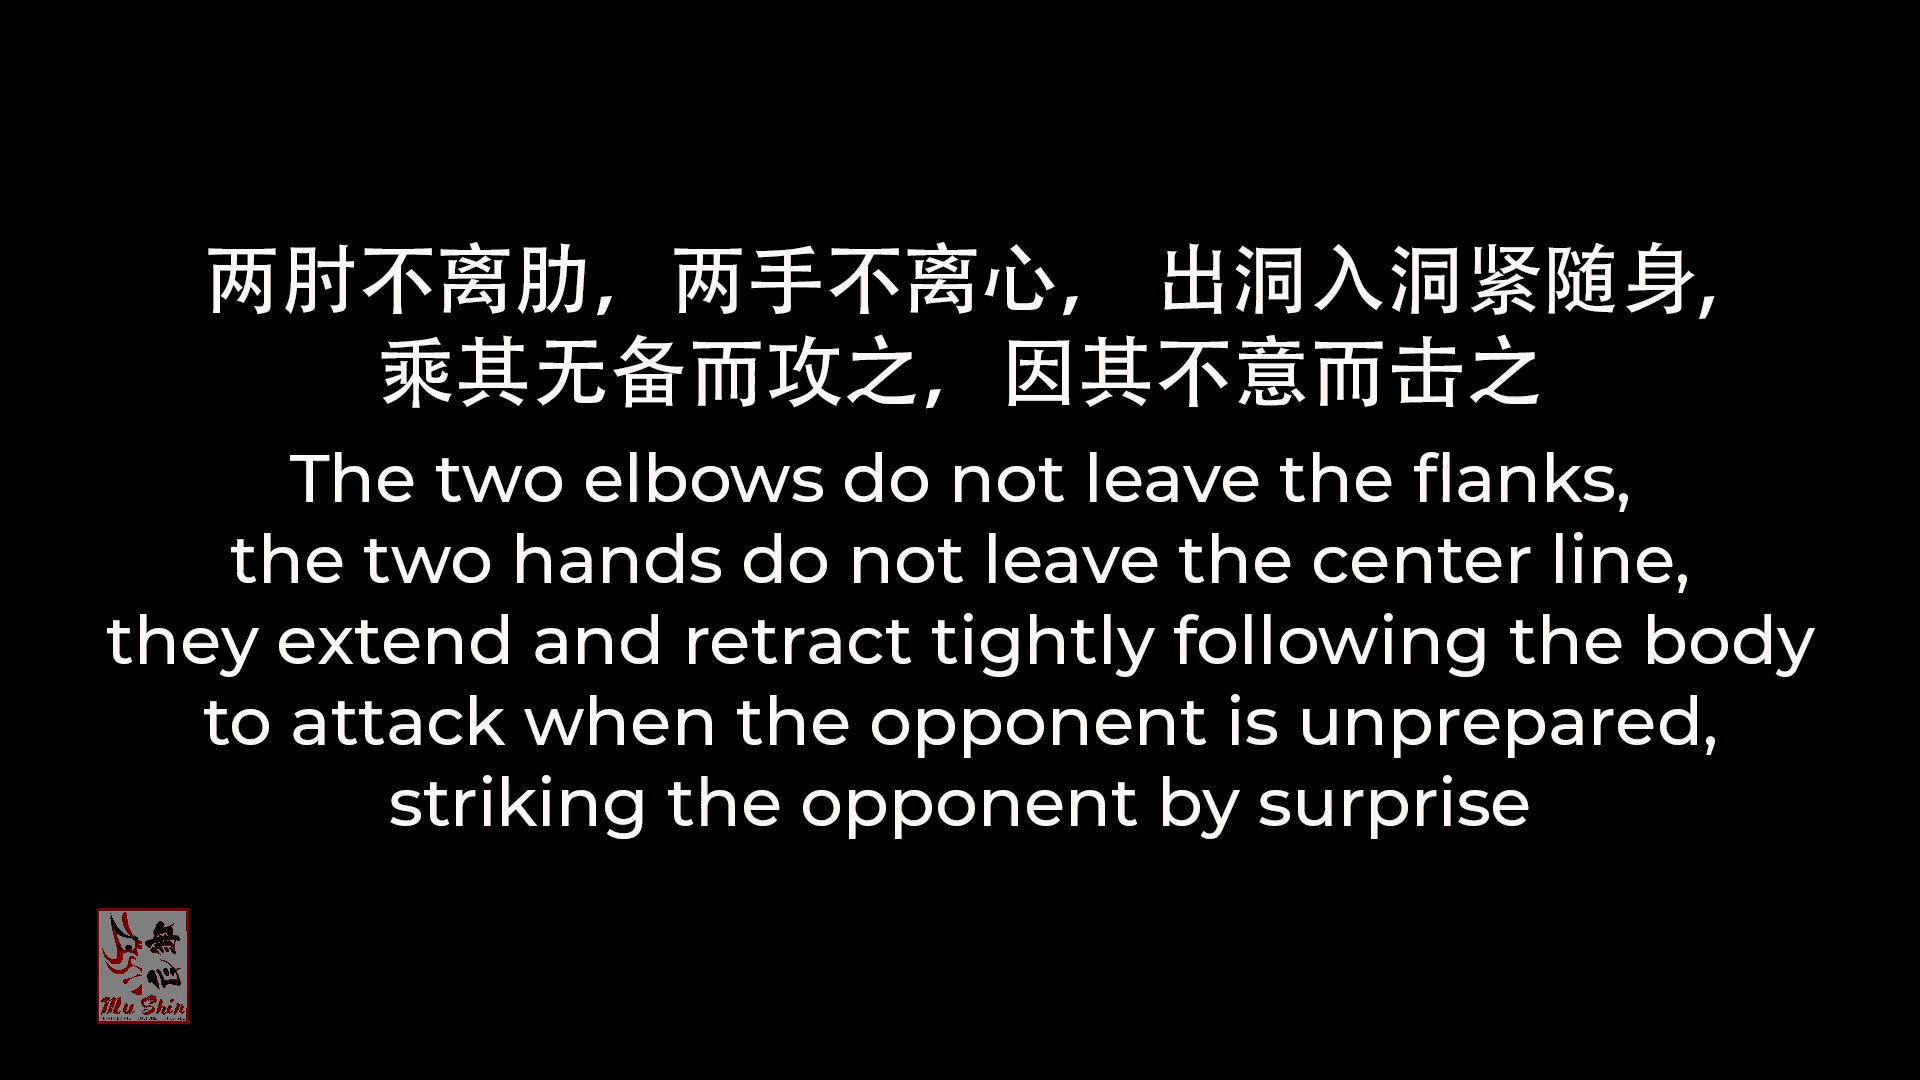 两肘不离肋, 两手不离心, 出洞入洞紧随身,
乘其无备而攻之, 因其不意而击之
The two elbows do not leave the flanks,
the two hands do not leave the center line,
they extend and retract tightly following the body
to attack when the opponent is unprepared,
striking the opponent by surprise
無心
Mu Shin